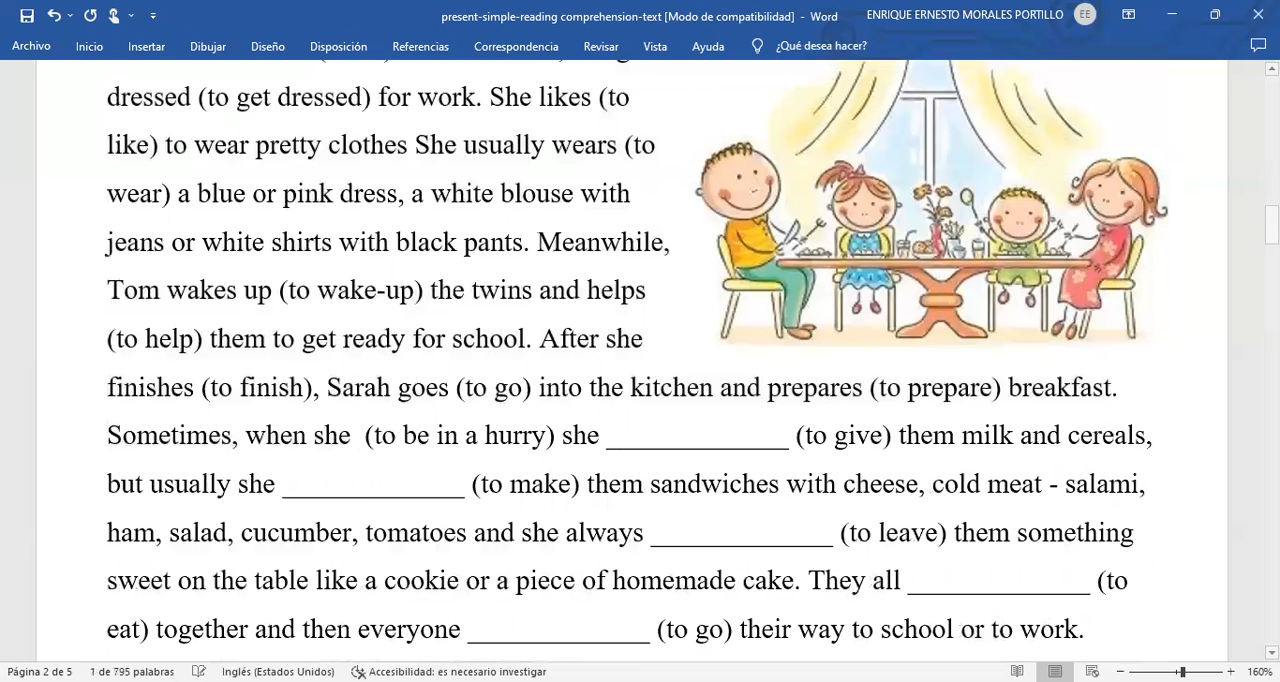 present-simple-reading comprehension-text [Modo de compatibilidad] - Word
ENRIQUE ERNESTO MORALES PORTILLO EE
Archivo Inicio Insertar Dibujar Diseño Disposición Referencias Correspondencia Revisar Vista Ayuda ¿Qué desea hacer?
dressed (to get dressed) for work. She likes (to
like) to wear pretty clothes She usually wears (to
wear) a blue or pink dress, a white blouse with
jeans or white shirts with black pants. Meanwhile,
Tom wakes up (to wake-up) the twins and helps
(to help) them to get ready for school. After she
finishes (to finish), Sarah goes (to go) into the kitchen and prepares (to prepare) breakfast.
Sometimes, when she (to be in a hurry) she _____________ (to give) them milk and cereals,
but usually she _____________ (to make) them sandwiches with cheese, cold meat - salami,
ham, salad, cucumber, tomatoes and she always _____________ (to leave) them something
sweet on the table like a cookie or a piece of homemade cake. They all _____________ (to
eat) together and then everyone _____________ (to go) their way to school or to work.
Página 2 de 5 1 de 795 palabras Inglés (Estados Unidos) Accesibilidad: es necesario investigar 160%